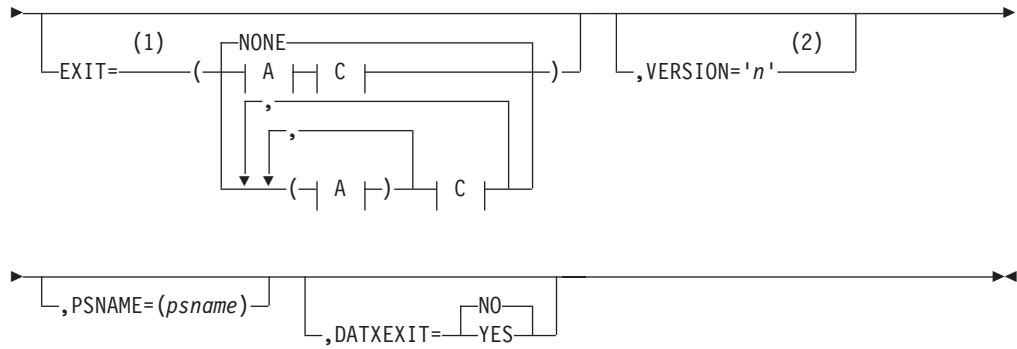 (1) (2)
NONE
EXIT= ( A C ) ,VERSION='n'
,
,
( A ) C
,PSNAME=(psname) NO
,DATXEXIT= YES